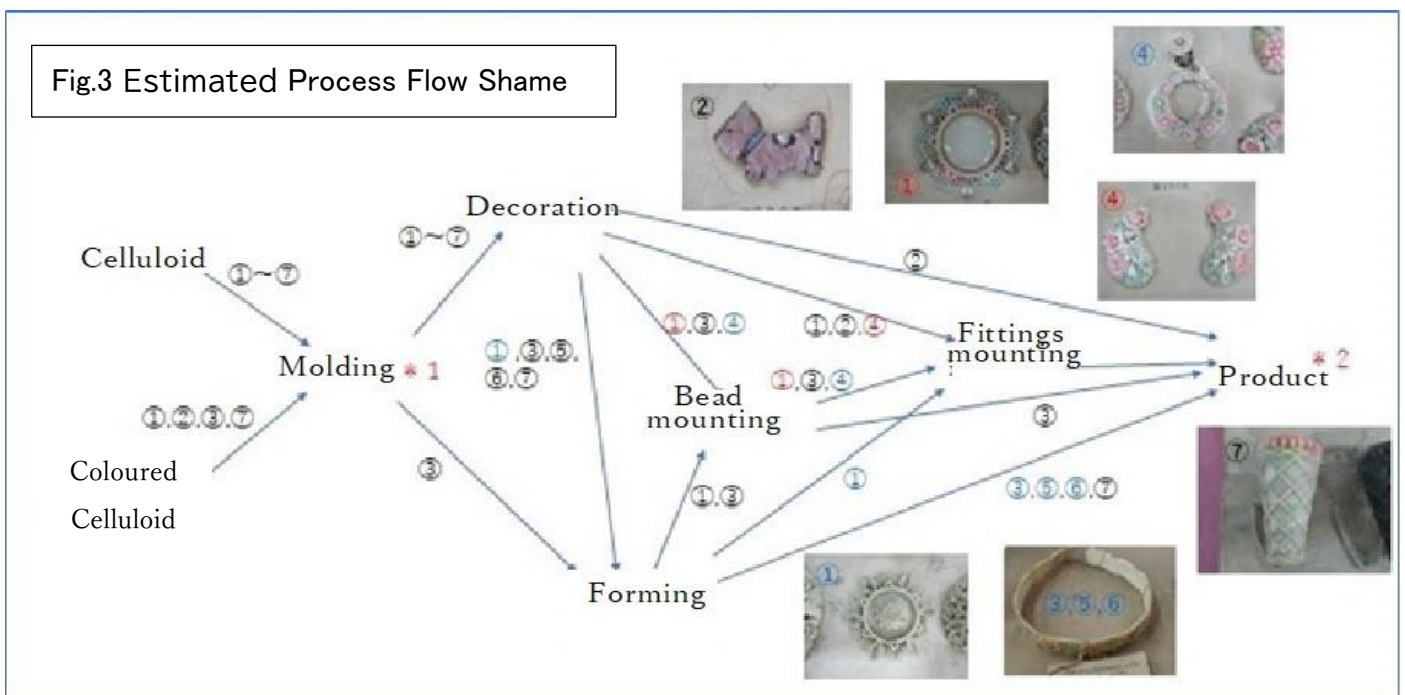 Fig.3 Estimated Process Flow Shame
④
②
①
Decoration
④
①～⑦
Celluloid
①～⑦
②
①.③.④
①.②.④
Fittings
mounting
①.③.⑤.
⑥.⑦
Molding *1
①.③.④
*2
Product
Bead
mounting
①.②.③.⑦
③
⑦
③
Coloured
①
③.⑤.⑥.⑦
①.③
Celluloid
Forming
①
③,⑤,⑥